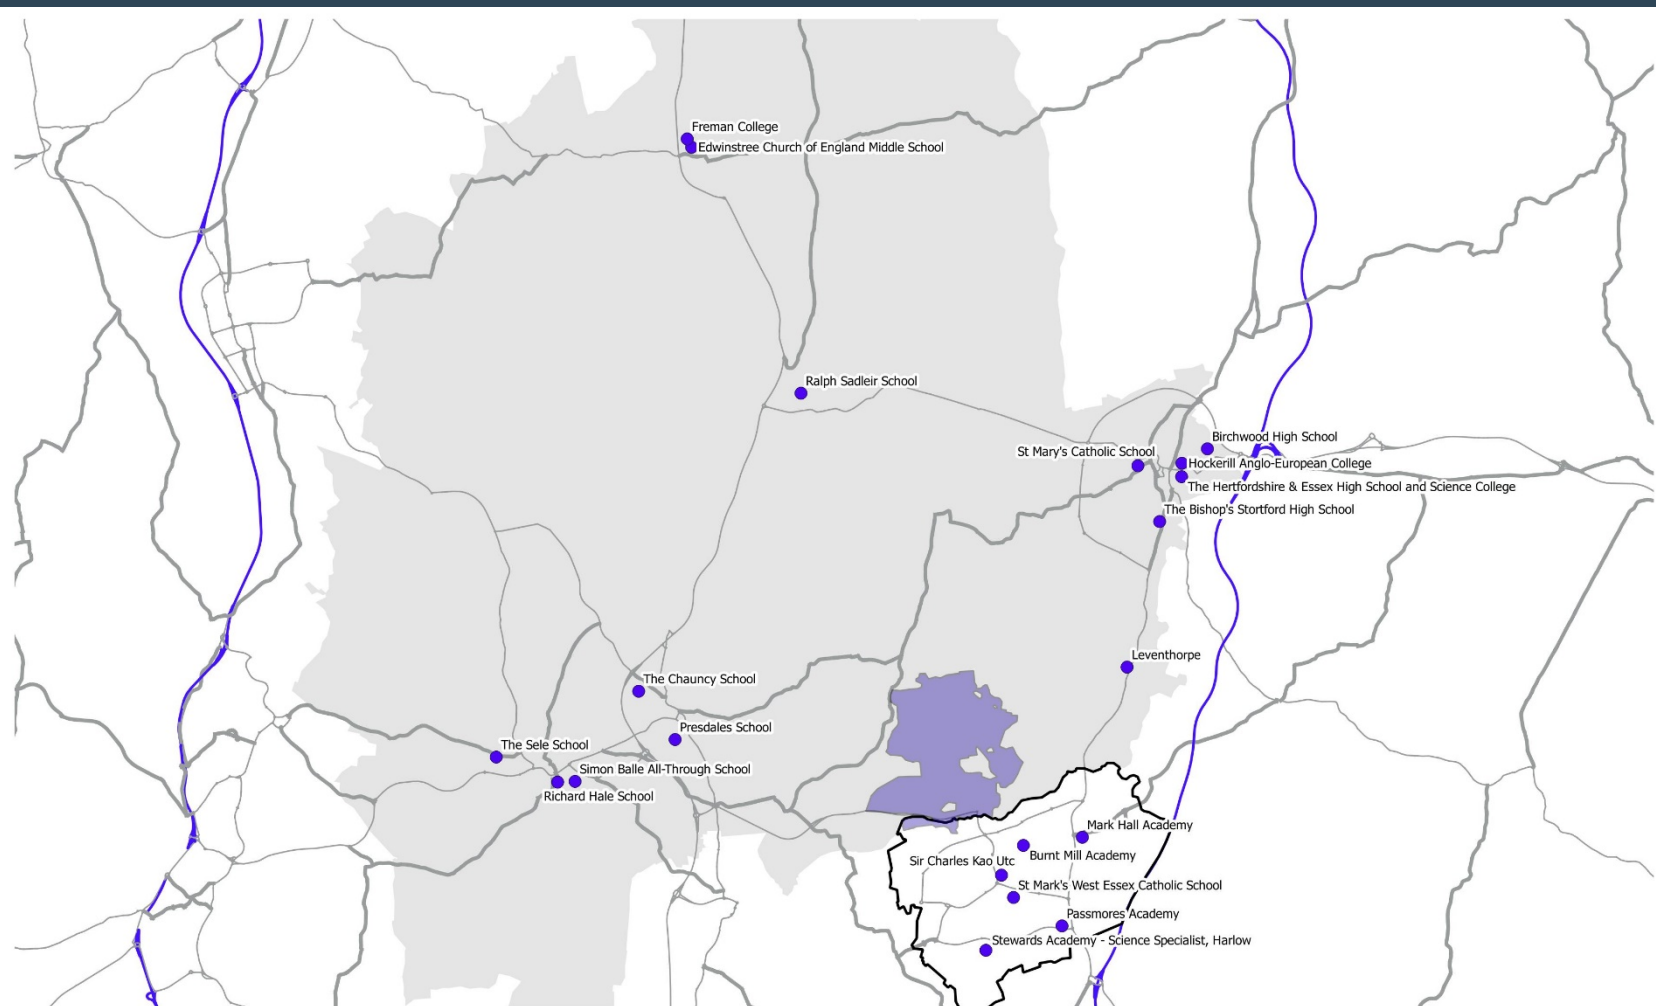 Freman College
Edwinstree Church of England Middle School
Ralph Sadleir School
Birchwood High School
St Mary's Catholic School
Hockerill Anglo-European College
The Hertfordshire & Essex High School and Science College
The Bishop's Stortford High School
Leventhorpe
The Chauncy School
Presdales School
The Sele School
Simon Balle All-Through School
Richard Hale School
Mark Hall Academy
Burnt Mill Academy
Sir Charles Kao Utc
St Mark's West Essex Catholic School
Passmores Academy
Stewards Academy - Science Specialist, Harlow